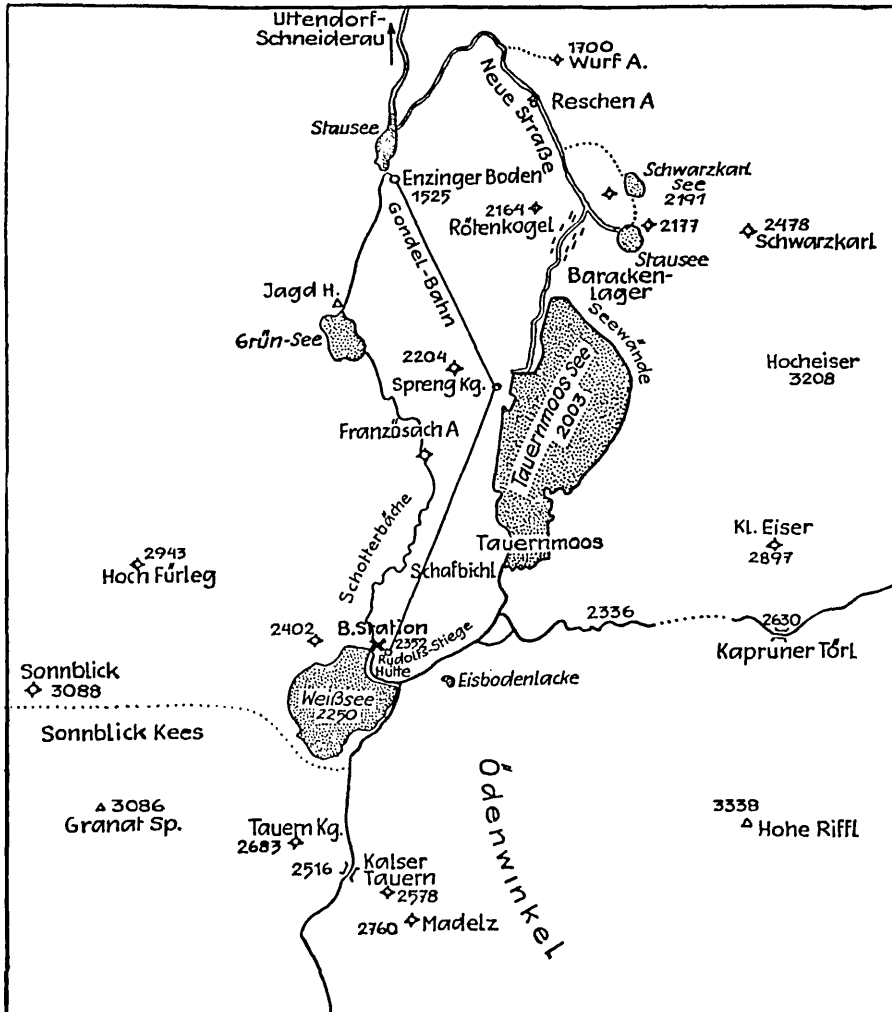 Uttendorf-
Schneiderau
1700
Wurf A.
Neue Straße
Reschen A
Stausee
Enzinger Boden
1525
Schwarzkarl
See
2191
2164
Rötenkogel
2177
2478
Schwarzkarl
Stausee
Gondel-Bahn
Baracken-
lager
Jagd H.
Grün-See
Seewände
2204
Spreng Kg.
Hocheiser
3208
Tauernmoos See
2003
Französach A
Schotterbäche
Tauernmoos
Kl. Eiser
2897
2943
Hoch Fürleg
Schafbichl
2336
2630
Kapruner Törl
2402
B.Station
2352
Rudolfs-Stiege
Hütte
Sonnblick
3088
Weißsee
2250
Eisbodenlacke
Sonnblick Kees
Ödenwinkel
3086
Granat Sp.
Tauern Kg.
2683
3338
Hohe Riffl
2516
Kalser
Tauern
2578
2760
Madelz